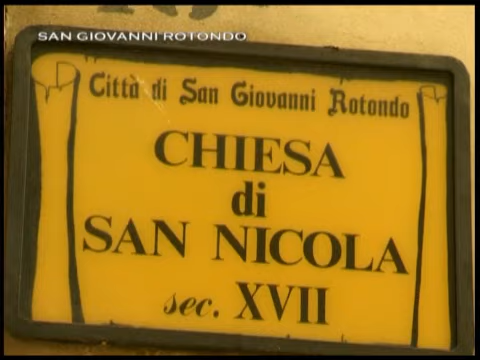 SAN GIOVANNI ROTONDO
Città di San Giovanni Rotondo
CHIESA
di
SAN NICOLA
sec. XVII